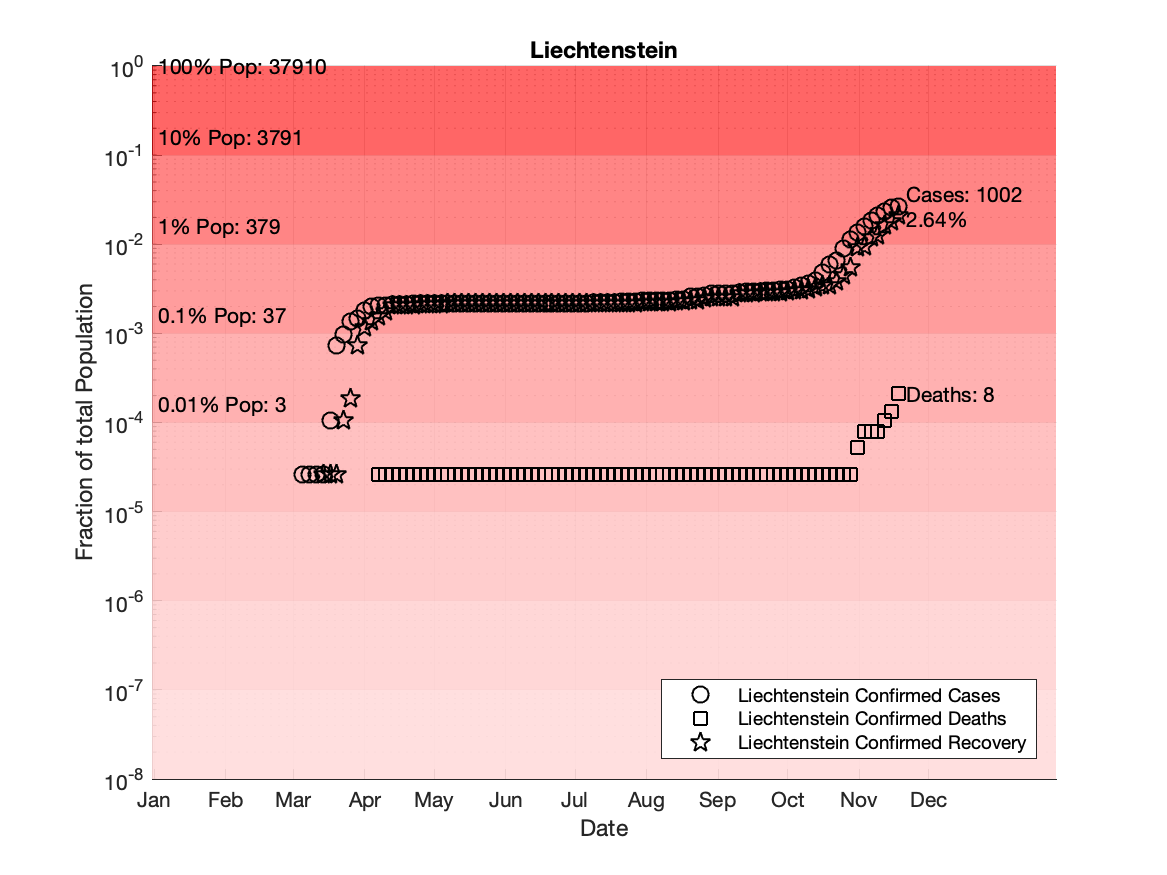 Liechtenstein
10^0
100% Pop: 37910
10% Pop: 3791
10^-1
Cases: 1002
2.64%
1% Pop: 379
10^-2
0.1% Pop: 37
10^-3
0.01% Pop: 3
Deaths: 8
10^-4
10^-5
10^-6
10^-7
10^-8
Fraction of total Population
Liechtenstein Confirmed Cases
Liechtenstein Confirmed Deaths
Liechtenstein Confirmed Recovery
Jan Feb Mar Apr May Jun Jul Aug Sep Oct Nov Dec
Date